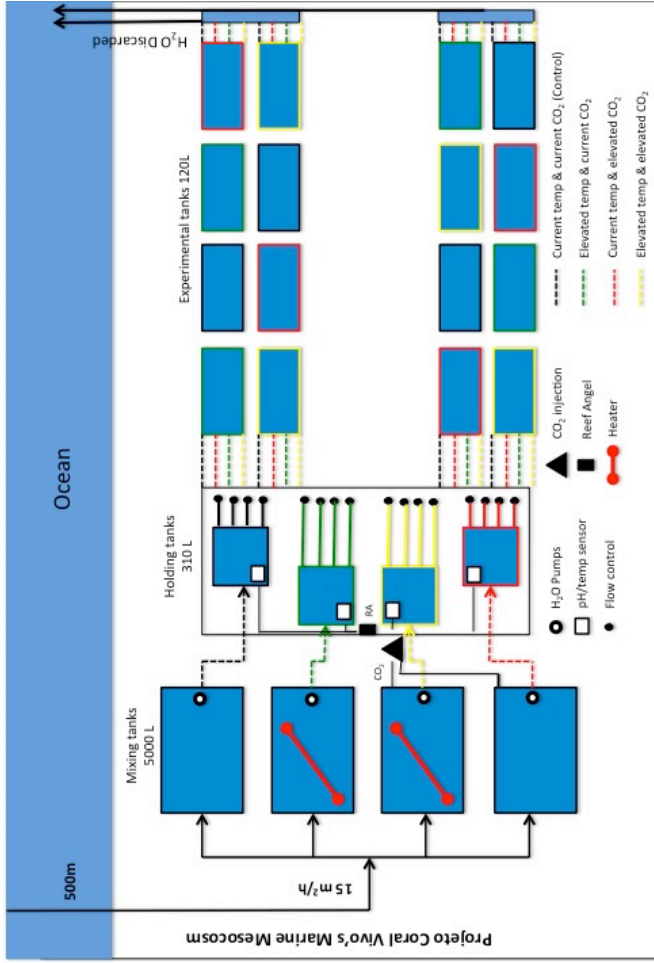 Projeto Coral Vivo's Marine Mesocosm
500m
Ocean
15 m²/h
Mixing tanks
5000 L
Holding tanks
310 L
Experimental tanks 120L
H₂O Discarded
CO₂
RA
H₂O Pumps
pH/temp sensor
Flow control
CO₂ injection
Reef Angel
Heater
Current temp & current CO₂ (Control)
Elevated temp & current CO₂
Current temp & elevated CO₂
Elevated temp & elevated CO₂